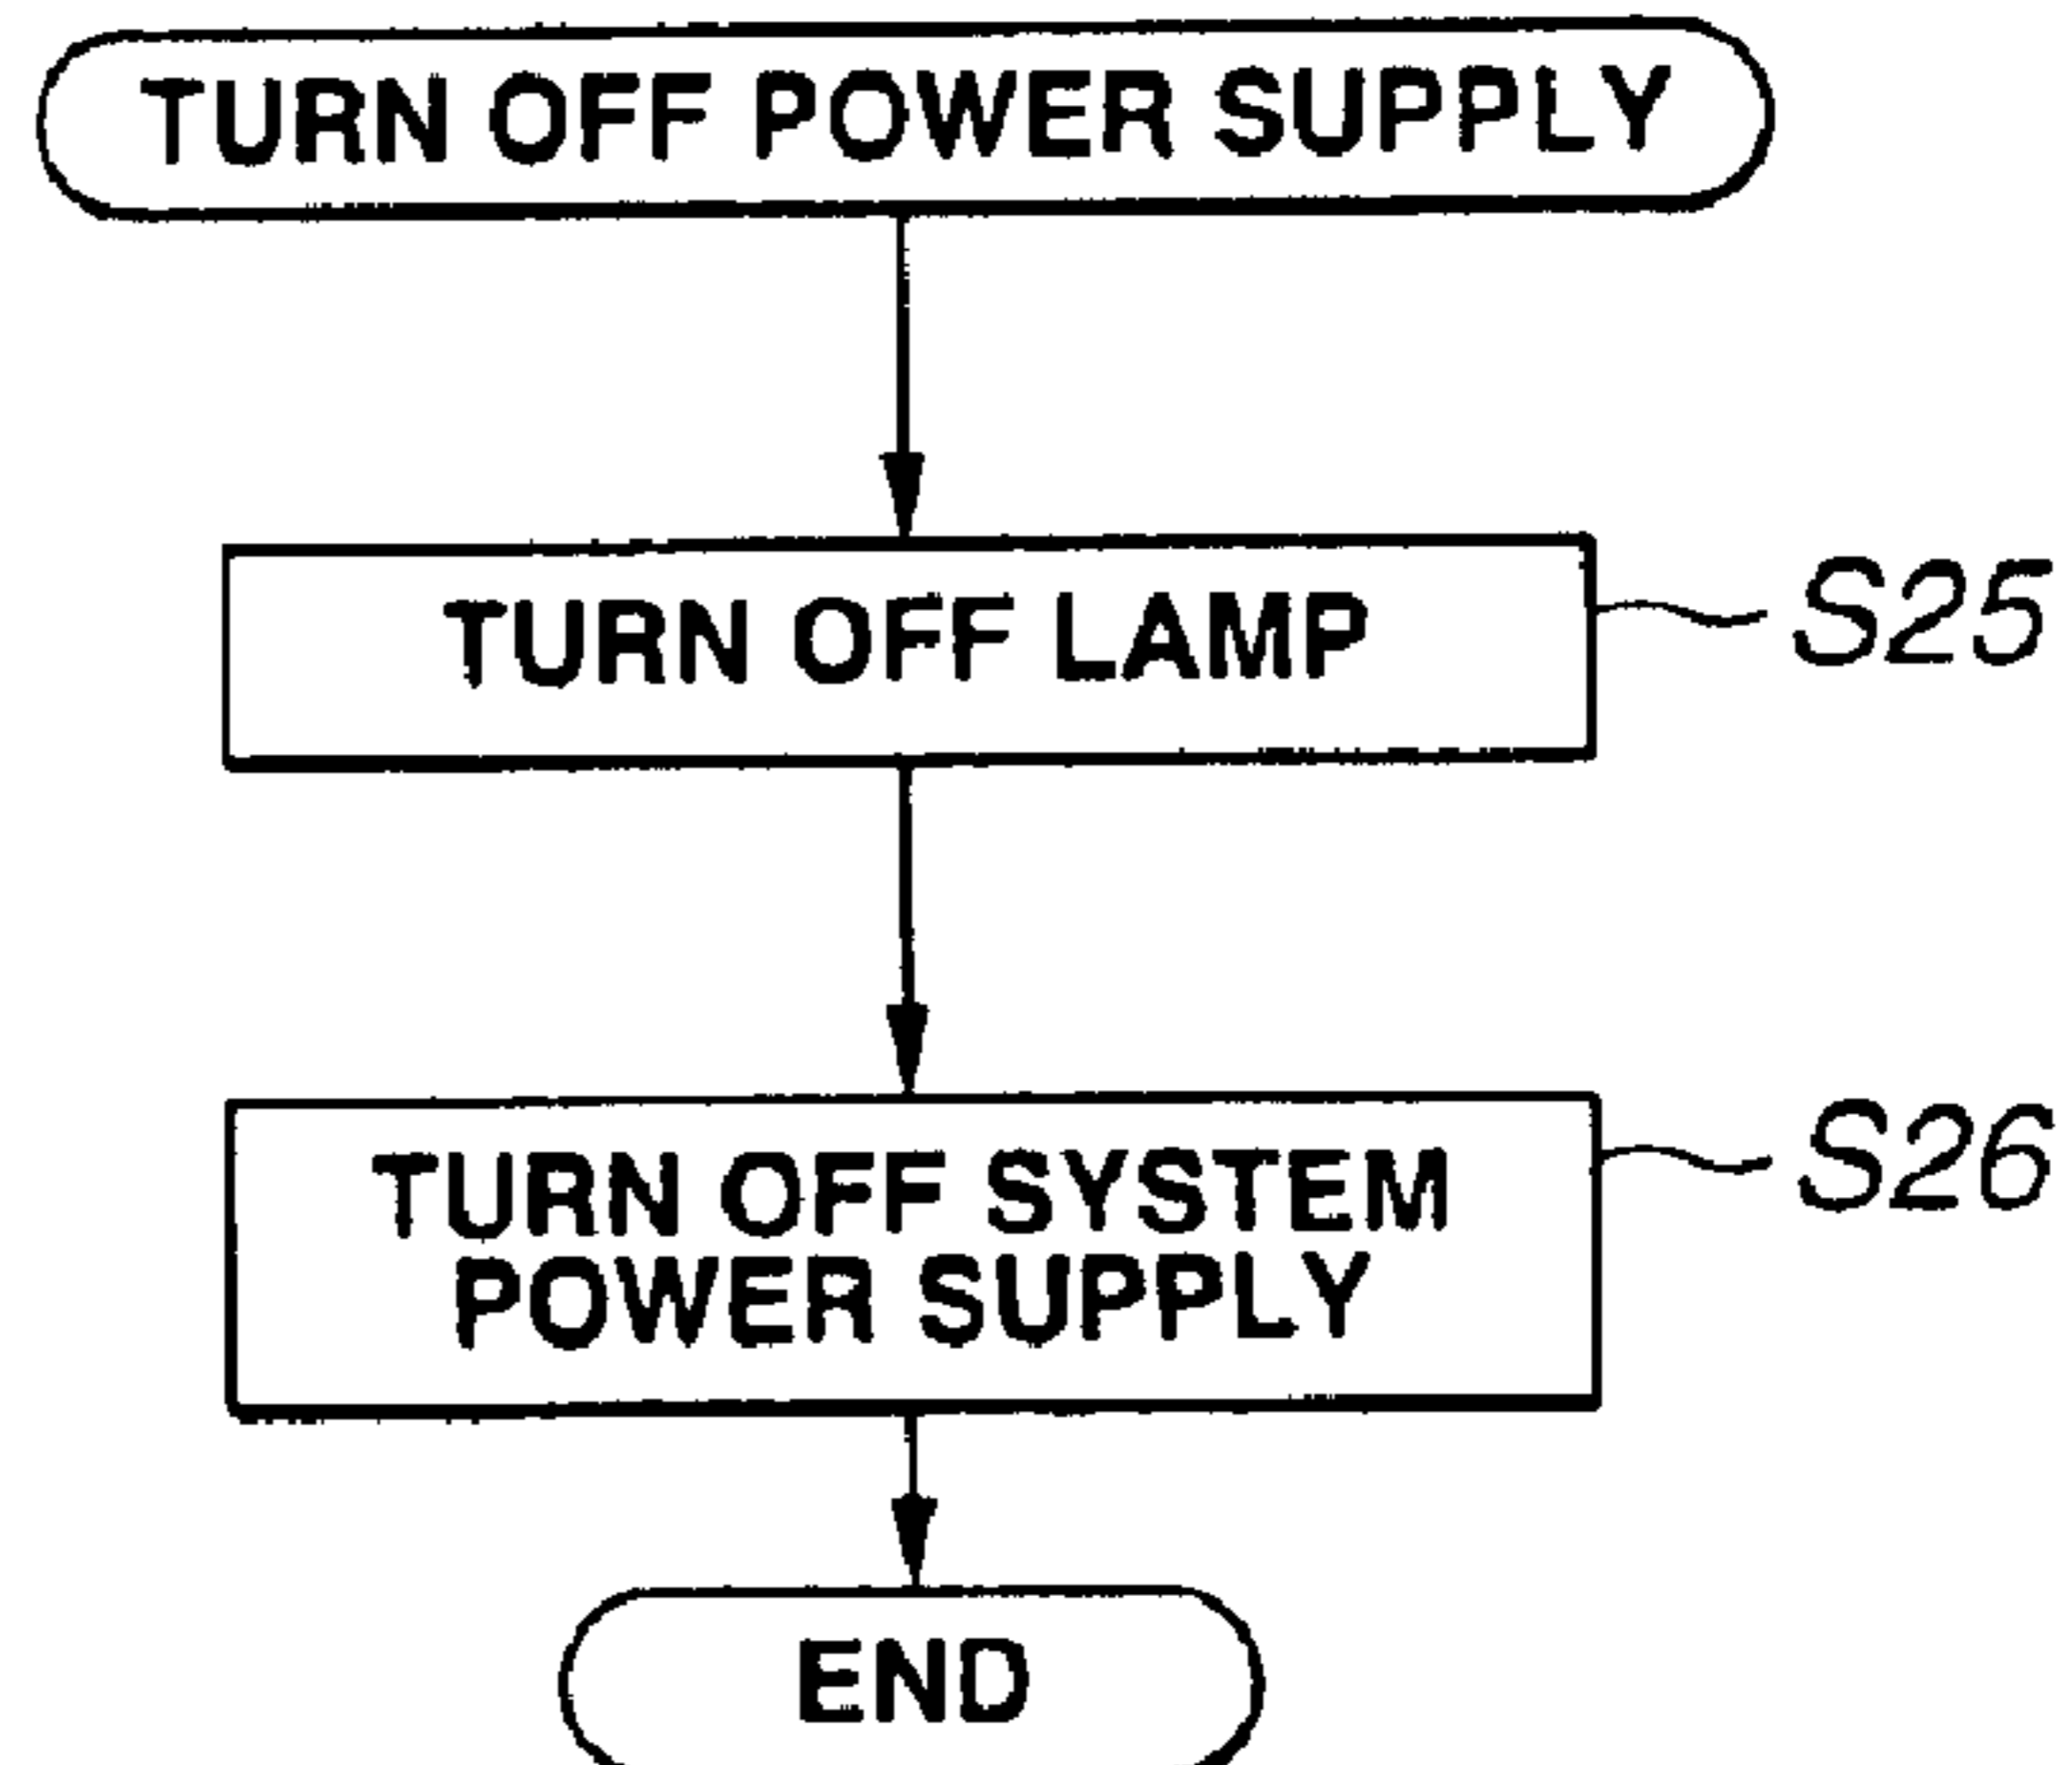 TURN OFF POWER SUPPLY
TURN OFF LAMP
S25
TURN OFF SYSTEM
POWER SUPPLY
S26
END